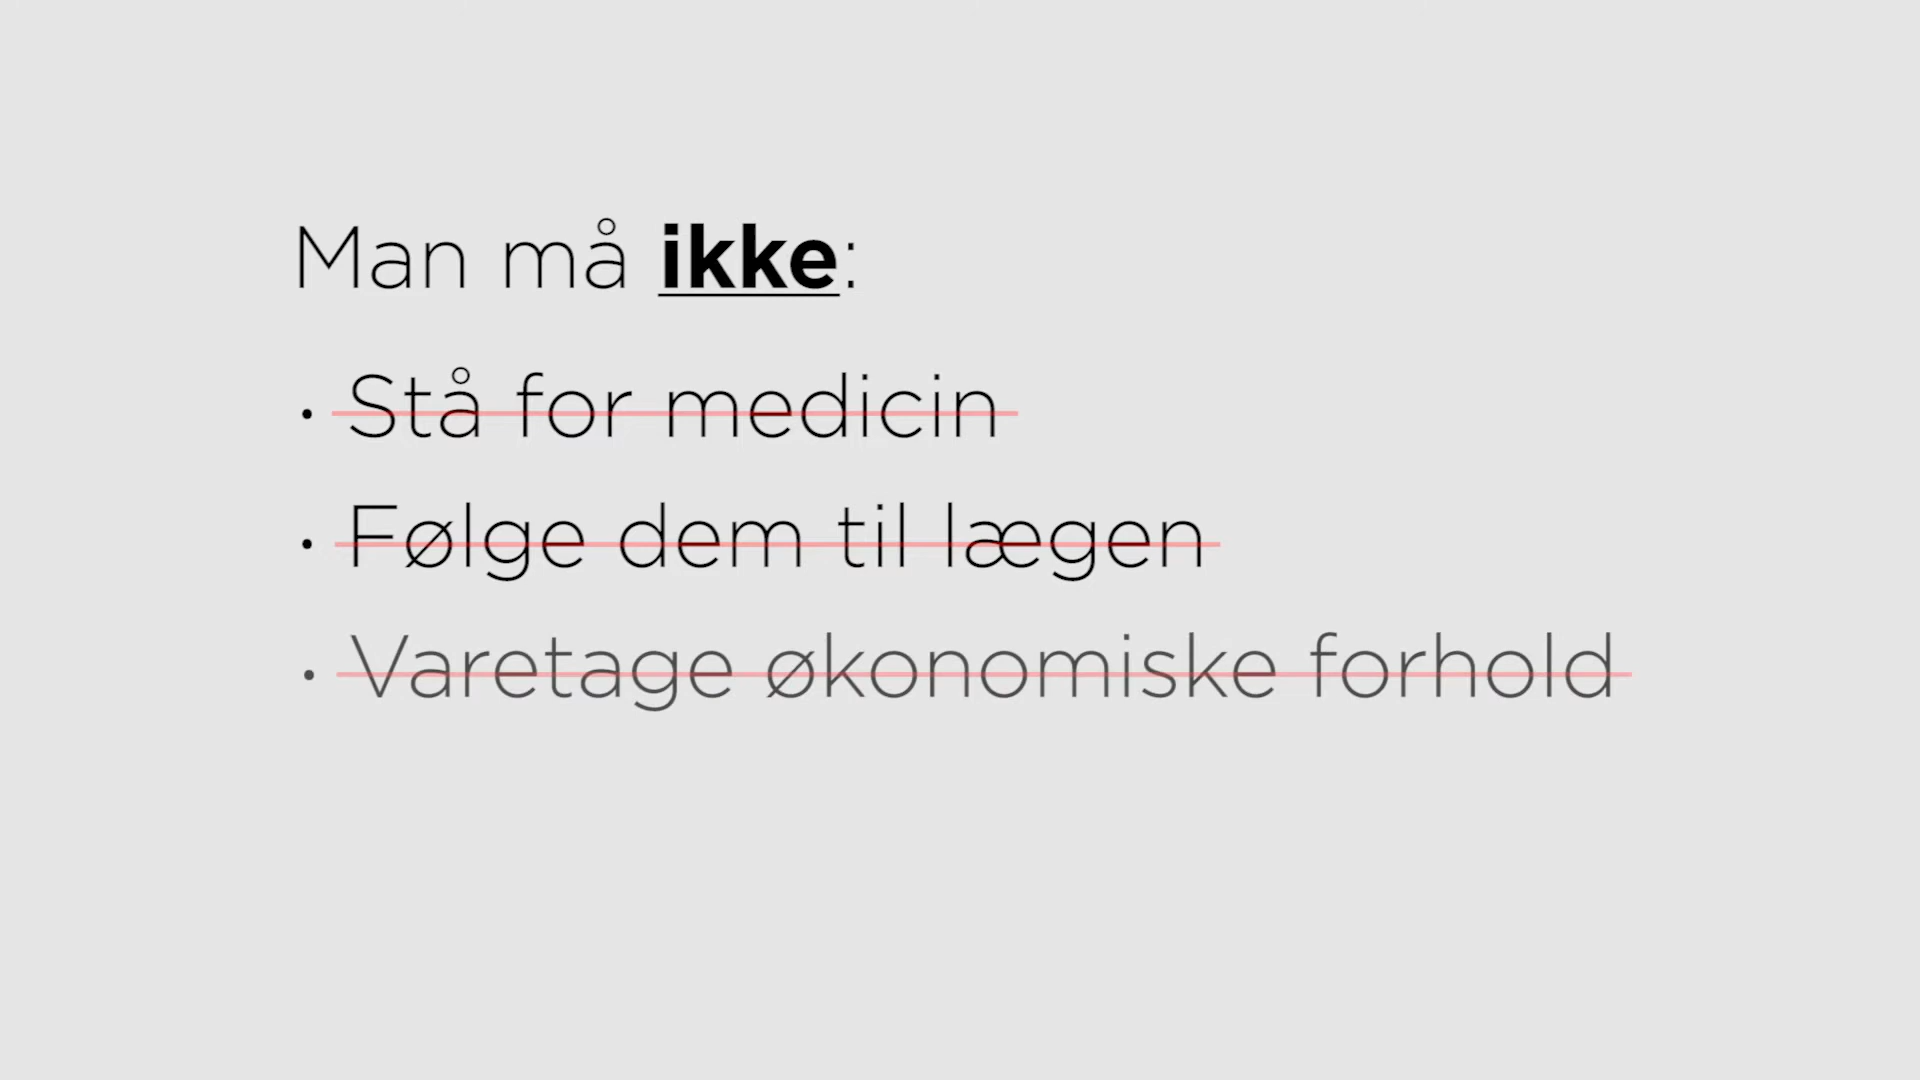 Man må ikke:
• Stå for medicin
• Følge dem til lægen
• Varetage økonomiske forhold